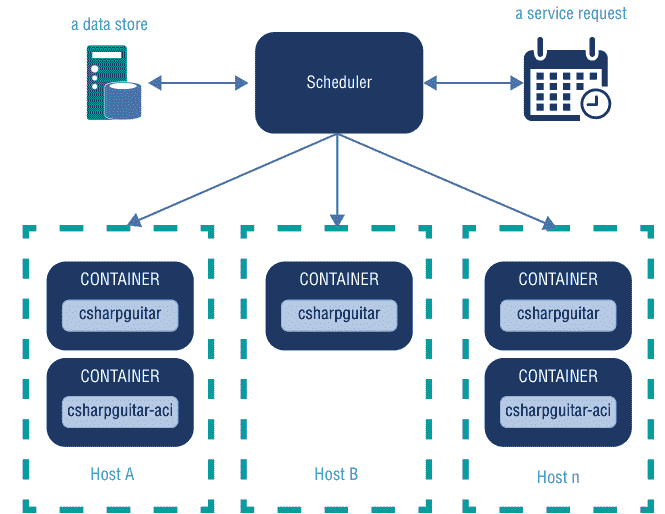 a data store
a service request
Scheduler
CONTAINER
csharpguitar
CONTAINER
csharpguitar-aci
Host A
CONTAINER
csharpguitar
Host B
CONTAINER
csharpguitar
CONTAINER
csharpguitar-aci
Host n